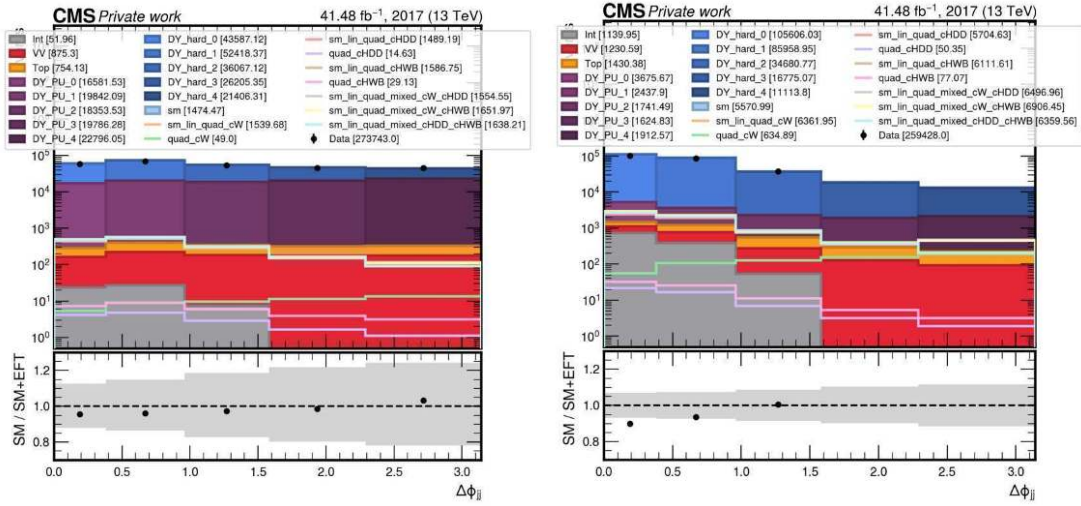 CMS Private work 41.48 fb⁻¹, 2017 (13 TeV)
Int [51.96] DY_hard_0 [43587.12] sm_lin_quad_cHDD [1489.19]
VV [875.3] DY_hard_1 [52418.37] quad_cHDD [14.63]
Top [754.13] DY_hard_2 [36067.12] sm_lin_quad_cHWB [1586.75]
DY_PU_0 [16581.53] DY_hard_3 [26205.35] quad_cHWB [29.13]
DY_PU_1 [19842.09] DY_hard_4 [21406.31] sm_lin_quad_mixed_cW_cHDD [1554.55]
DY_PU_2 [18353.53] sm [1474.47] sm_lin_quad_mixed_cW_cHWB [1651.97]
DY_PU_3 [19786.28] sm_lin_quad_cW [1539.68] sm_lin_quad_mixed_cHDD_cHWB [1638.21]
DY_PU_4 [22796.05] quad_cW [49.0] Data [273743.0]
10⁵
10⁴
10³
10²
10¹
10⁰
SM / SM+EFT
1.2
1.0
0.8
0.0 0.5 1.0 1.5 2.0 2.5 3.0
Δϕjj
CMS Private work 41.48 fb⁻¹, 2017 (13 TeV)
Int [1139.95] DY_hard_0 [105606.03] sm_lin_quad_cHDD [5704.63]
VV [1230.59] DY_hard_1 [85958.95] quad_cHDD [50.35]
Top [1430.38] DY_hard_2 [34680.77] sm_lin_quad_cHWB [6111.61]
DY_PU_0 [3675.67] DY_hard_3 [16775.07] quad_cHWB [77.07]
DY_PU_1 [2437.9] DY_hard_4 [11113.8] sm_lin_quad_mixed_cW_cHDD [6496.96]
DY_PU_2 [1741.49] sm [5570.99] sm_lin_quad_mixed_cW_cHWB [6906.45]
DY_PU_3 [1624.83] sm_lin_quad_cW [6361.95] sm_lin_quad_mixed_cHDD_cHWB [6359.56]
DY_PU_4 [1912.57] quad_cW [634.89] Data [259428.0]
10⁵
10⁴
10³
10²
10¹
10⁰
SM / SM+EFT
1.2
1.0
0.8
0.0 0.5 1.0 1.5 2.0 2.5 3.0
Δϕjj